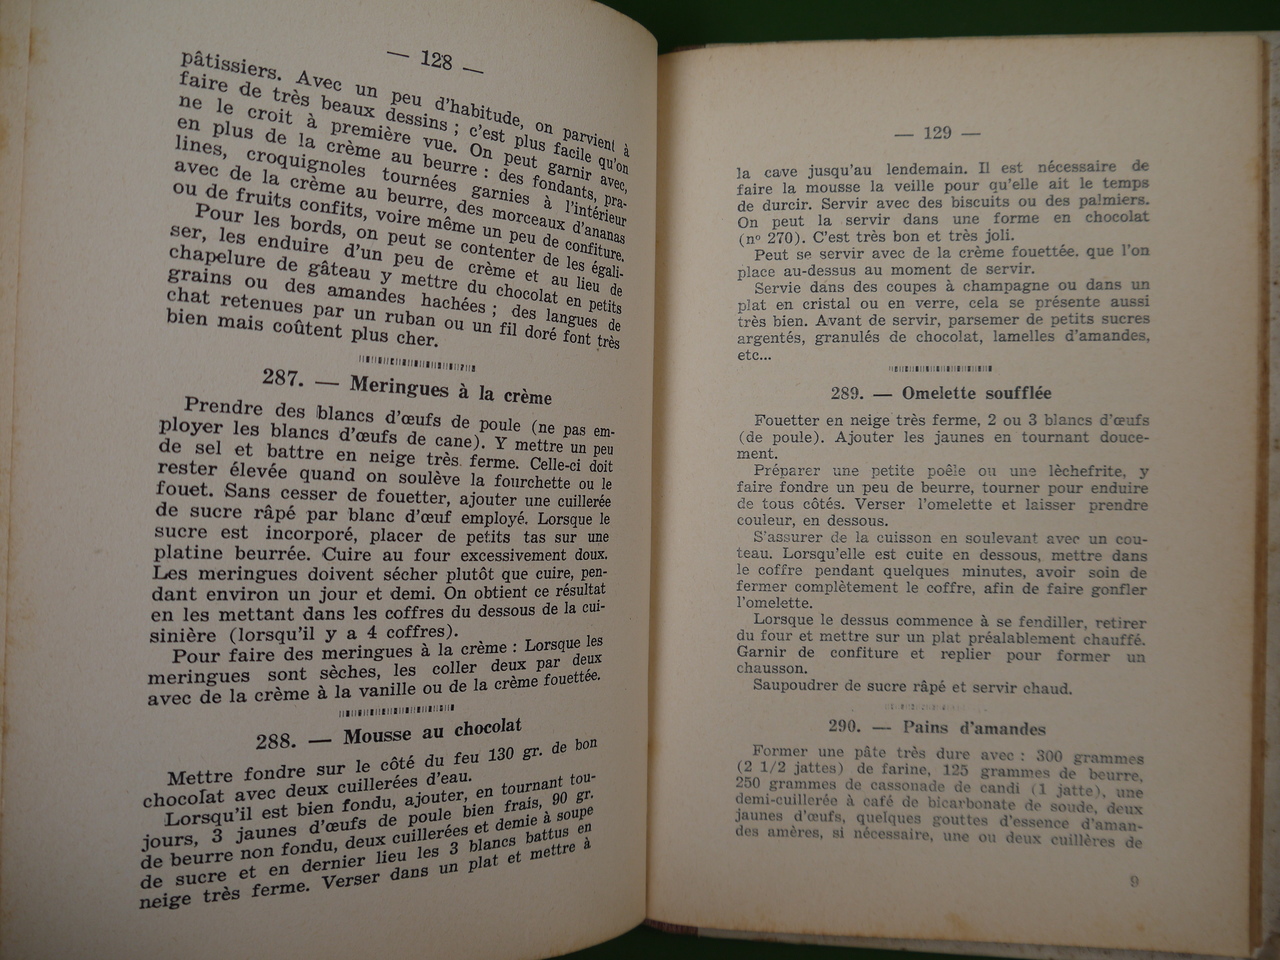 — 128 —
pâtissiers. Avec un peu d'habitude, on parvient à
faire de très beaux dessins ; c'est plus facile qu'on
ne le croit à première vue. On peut garnir avec,
en plus de la crème au beurre : des fondants, pra-
lines, croquignoles tournées garnies à l'intérieur
avec de la crème au beurre, des morceaux d'ananas
ou de fruits confits, voire même un peu de confiture.
Pour les bords, on peut se contenter de les égali-
ser, les enduire d'un peu de crème et au lieu de
chapelure de gâteau y mettre du chocolat en petits
grains ou des amandes hachées ; des langues de
chat retenues par un ruban ou un fil doré font très
bien mais coûtent plus cher.
287. — Meringues à la crème
Prendre des blancs d'œufs de poule (ne pas em-
ployer les blancs d'œufs de cane). Y mettre un peu
de sel et battre en neige très ferme. Celle-ci doit
rester élevée quand on soulève la fourchette ou le
fouet. Sans cesser de fouetter, ajouter une cuillerée
de sucre râpé par blanc d'œuf employé. Lorsque le
sucre est incorporé, placer de petits tas sur une
platine beurrée. Cuire au four excessivement doux.
Les meringues doivent sécher plutôt que cuire, pen-
dant environ un jour et demi. On obtient ce résultat
en les mettant dans les coffres du dessous de la cui-
sinière (lorsqu'il y a 4 coffres).
Pour faire des meringues à la crème : Lorsque les
meringues sont sèches, les coller deux par deux
avec de la crème à la vanille ou de la crème fouettée.
288. — Mousse au chocolat
Mettre fondre sur le côté du feu 130 gr. de bon
chocolat avec deux cuillerées d'eau.
Lorsqu'il est bien fondu, ajouter, en tournant tou-
jours, 3 jaunes d'œufs de poule bien frais, 90 gr.
de beurre non fondu, deux cuillerées et demie à soupe
de sucre et en dernier lieu les 3 blancs battus en
neige très ferme. Verser dans un plat et mettre à
— 129 —
la cave jusqu'au lendemain. Il est nécessaire de
faire la mousse la veille pour qu'elle ait le temps
de durcir. Servir avec des biscuits ou des palmiers.
On peut la servir dans une forme en chocolat
(nº 270). C'est très bon et très joli.
Peut se servir avec de la crème fouettée. que l'on
place au-dessus au moment de servir.
Servie dans des coupes à champagne ou dans un
plat en cristal ou en verre, cela se présente aussi
très bien. Avant de servir, parsemer de petits sucres
argentés, granulés de chocolat, lamelles d'amandes,
etc...
289. — Omelette soufflée
Fouetter en neige très ferme, 2 ou 3 blancs d'œufs
(de poule). Ajouter les jaunes en tournant douce-
ment.
Préparer une petite poêle ou une lèchefrite, y
faire fondre un peu de beurre, tourner pour enduire
de tous côtés. Verser l'omelette et laisser prendre
couleur, en dessous.
S'assurer de la cuisson en soulevant avec un cou-
teau. Lorsqu'elle est cuite en dessous, mettre dans
le coffre pendant quelques minutes, avoir soin de
fermer complètement le coffre, afin de faire gonfler
l'omelette.
Lorsque le dessus commence à se fendiller, retirer
du four et mettre sur un plat préalablement chauffé.
Garnir de confiture et replier pour former un
chausson.
Saupoudrer de sucre râpé et servir chaud.
290. — Pains d'amandes
Former une pâte très dure avec : 300 grammes
(2 1/2 jattes) de farine, 125 grammes de beurre,
250 grammes de cassonade de candi (1 jatte), une
demi-cuillerée à café de bicarbonate de soude, deux
jaunes d'œufs, quelques gouttes d'essence d'aman-
des amères, si nécessaire, une ou deux cuillères de
9